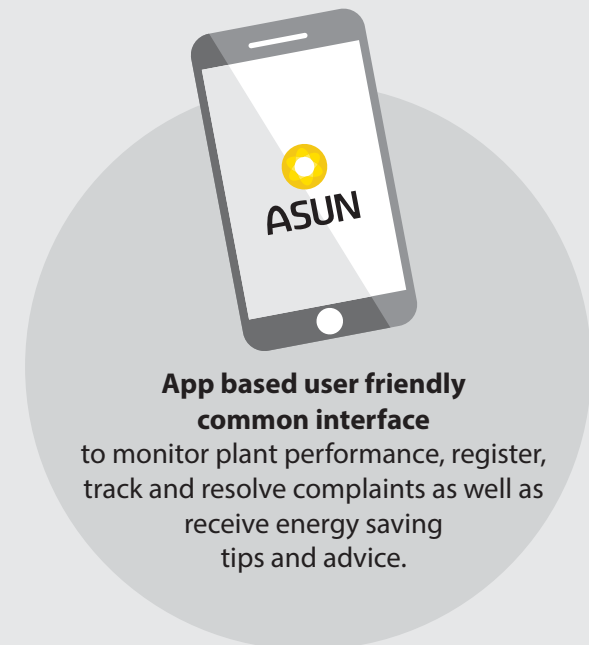 ASUN
App based user friendly
common interface
to monitor plant performance, register,
track and resolve complaints as well as
receive energy saving
tips and advice.